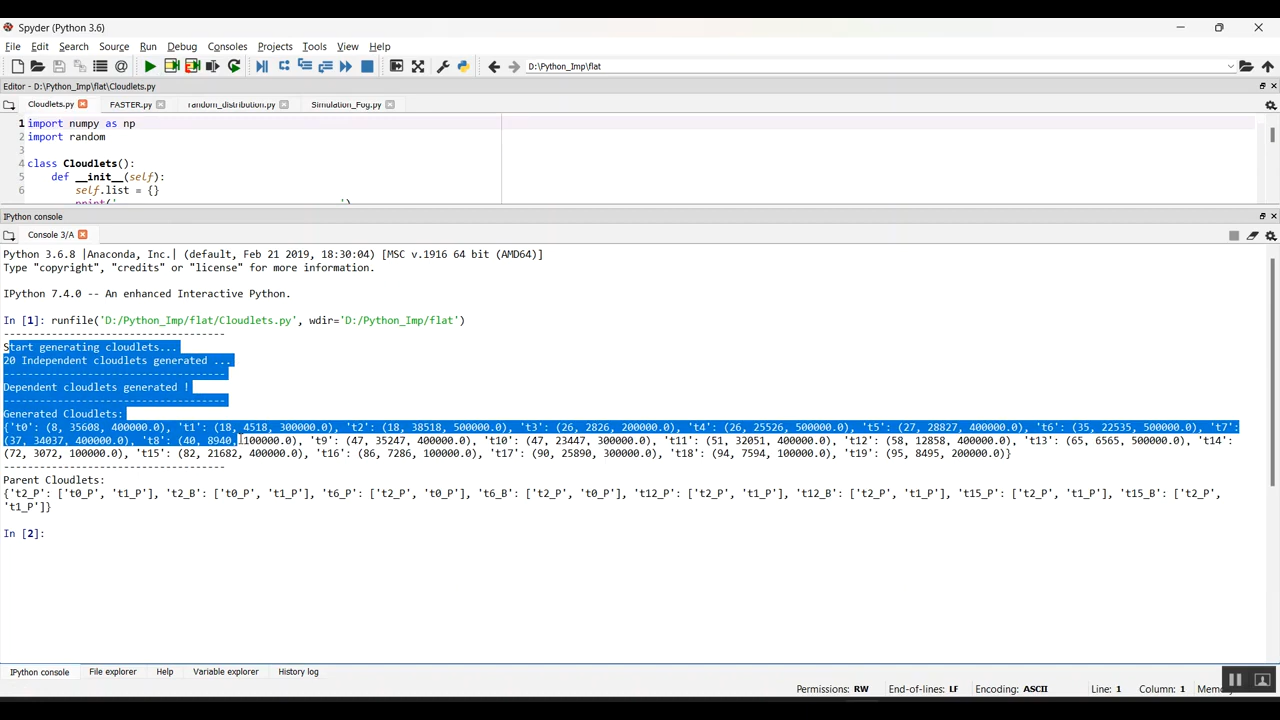 Spyder (Python 3.6)
File Edit Search Source Run Debug Consoles Projects Tools View Help
D:\Python_Imp\flat
Editor - D:\Python_Imp\flat\Cloudlets.py
Cloudlets.py FASTER.py random_distribution.py Simulation_Fog.py
1 import numpy as np
2 import random
3
4 class Cloudlets():
5 def __init__(self):
6 self.list = {}
IPython console
Console 3/A
Python 3.6.8 |Anaconda, Inc.| (default, Feb 21 2019, 18:30:04) [MSC v.1916 64 bit (AMD64)]
Type "copyright", "credits" or "license" for more information.
IPython 7.4.0 -- An enhanced Interactive Python.
In [1]: runfile('D:/Python_Imp/flat/Cloudlets.py', wdir='D:/Python_Imp/flat')
-----------------------------------
Start generating cloudlets...
20 Independent cloudlets generated ...
-----------------------------------
Dependent cloudlets generated !
-----------------------------------
Generated Cloudlets:
{'t0': (8, 35608, 400000.0), 't1': (18, 4518, 300000.0), 't2': (18, 38518, 500000.0), 't3': (26, 2826, 200000.0), 't4': (26, 25526, 500000.0), 't5': (27, 28827, 400000.0), 't6': (35, 22535, 500000.0), 't7':
(37, 34037, 400000.0), 't8': (40, 8940, 100000.0), 't9': (47, 35247, 400000.0), 't10': (47, 23447, 300000.0), 't11': (51, 32051, 400000.0), 't12': (58, 12858, 400000.0), 't13': (65, 6565, 500000.0), 't14':
(72, 3072, 100000.0), 't15': (82, 21682, 400000.0), 't16': (86, 7286, 100000.0), 't17': (90, 25890, 300000.0), 't18': (94, 7594, 100000.0), 't19': (95, 8495, 200000.0)}
-----------------------------------
Parent Cloudlets:
{'t2_P': ['t0_P', 't1_P'], 't2_B': ['t0_P', 't1_P'], 't6_P': ['t2_P', 't0_P'], 't6_B': ['t2_P', 't0_P'], 't12_P': ['t2_P', 't1_P'], 't12_B': ['t2_P', 't1_P'], 't15_P': ['t2_P', 't1_P'], 't15_B': ['t2_P',
't1_P']}
In [2]:
IPython console File explorer Help Variable explorer History log
Permissions: RW End-of-lines: LF Encoding: ASCII Line: 1 Column: 1